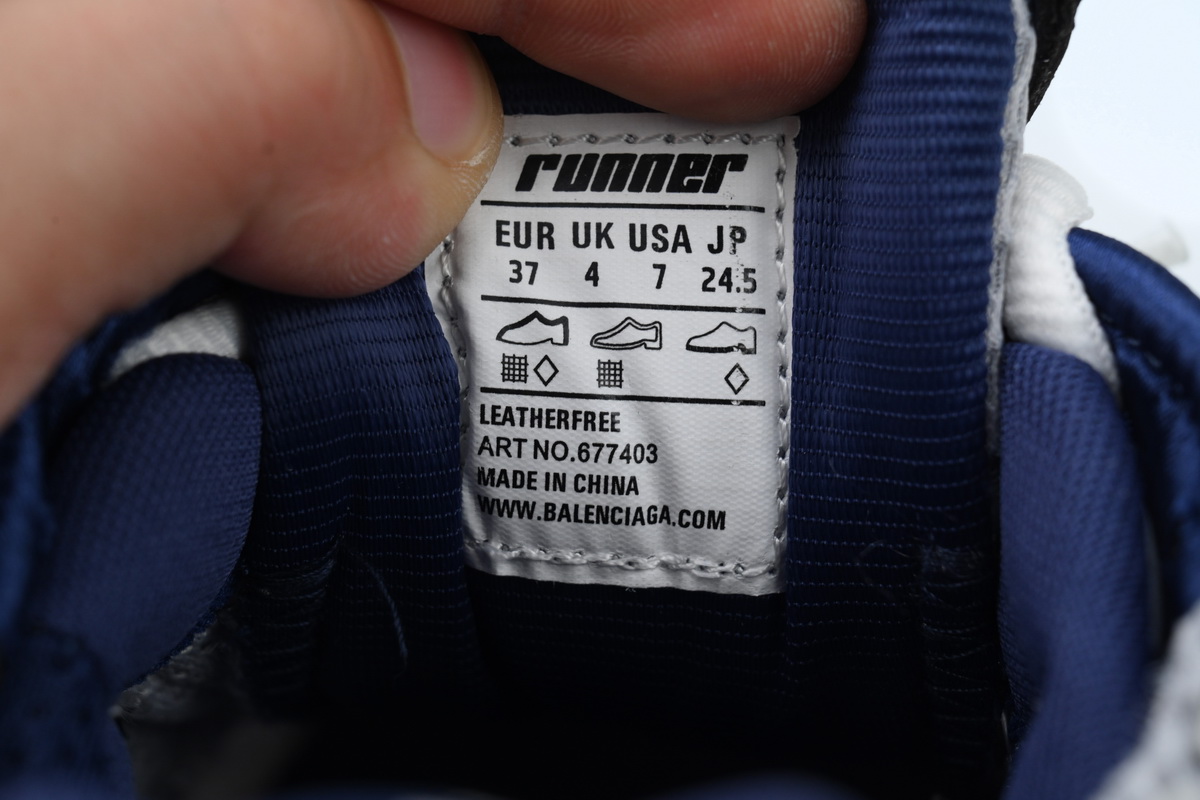 runner
EUR UK USA JP
37 4 7 24.5
LEATHERFREE
ART NO.677403
MADE IN CHINA
WWW.BALENCIAGA.COM